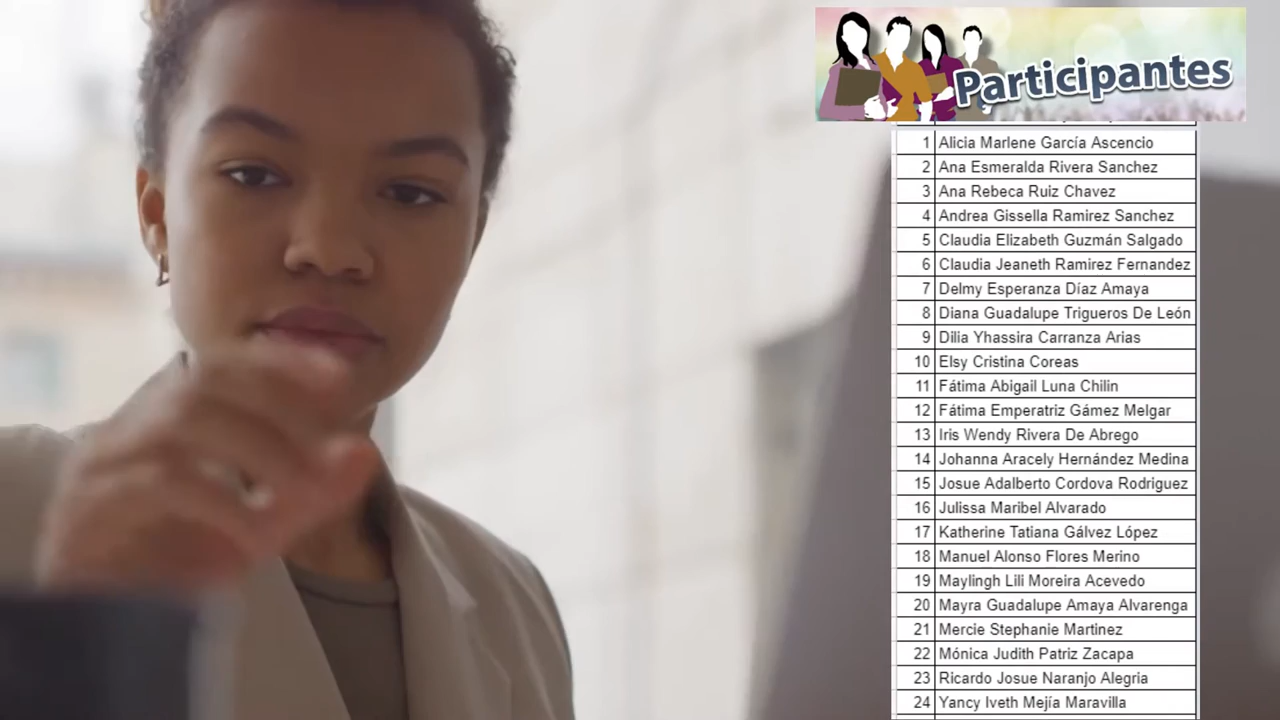 Participantes
1 Alicia Marlene García Ascencio
2 Ana Esmeralda Rivera Sanchez
3 Ana Rebeca Ruiz Chavez
4 Andrea Gissella Ramirez Sanchez
5 Claudia Elizabeth Guzmán Salgado
6 Claudia Jeaneth Ramirez Fernandez
7 Delmy Esperanza Díaz Amaya
8 Diana Guadalupe Trigueros De León
9 Dilia Yhassira Carranza Arias
10 Elsy Cristina Coreas
11 Fátima Abigail Luna Chilin
12 Fátima Emperatriz Gámez Melgar
13 Iris Wendy Rivera De Abrego
14 Johanna Aracely Hernández Medina
15 Josue Adalberto Cordova Rodriguez
16 Julissa Maribel Alvarado
17 Katherine Tatiana Gálvez López
18 Manuel Alonso Flores Merino
19 Maylingh Lili Moreira Acevedo
20 Mayra Guadalupe Amaya Alvarenga
21 Mercie Stephanie Martinez
22 Mónica Judith Patriz Zacapa
23 Ricardo Josue Naranjo Alegria
24 Yancy Iveth Mejía Maravilla